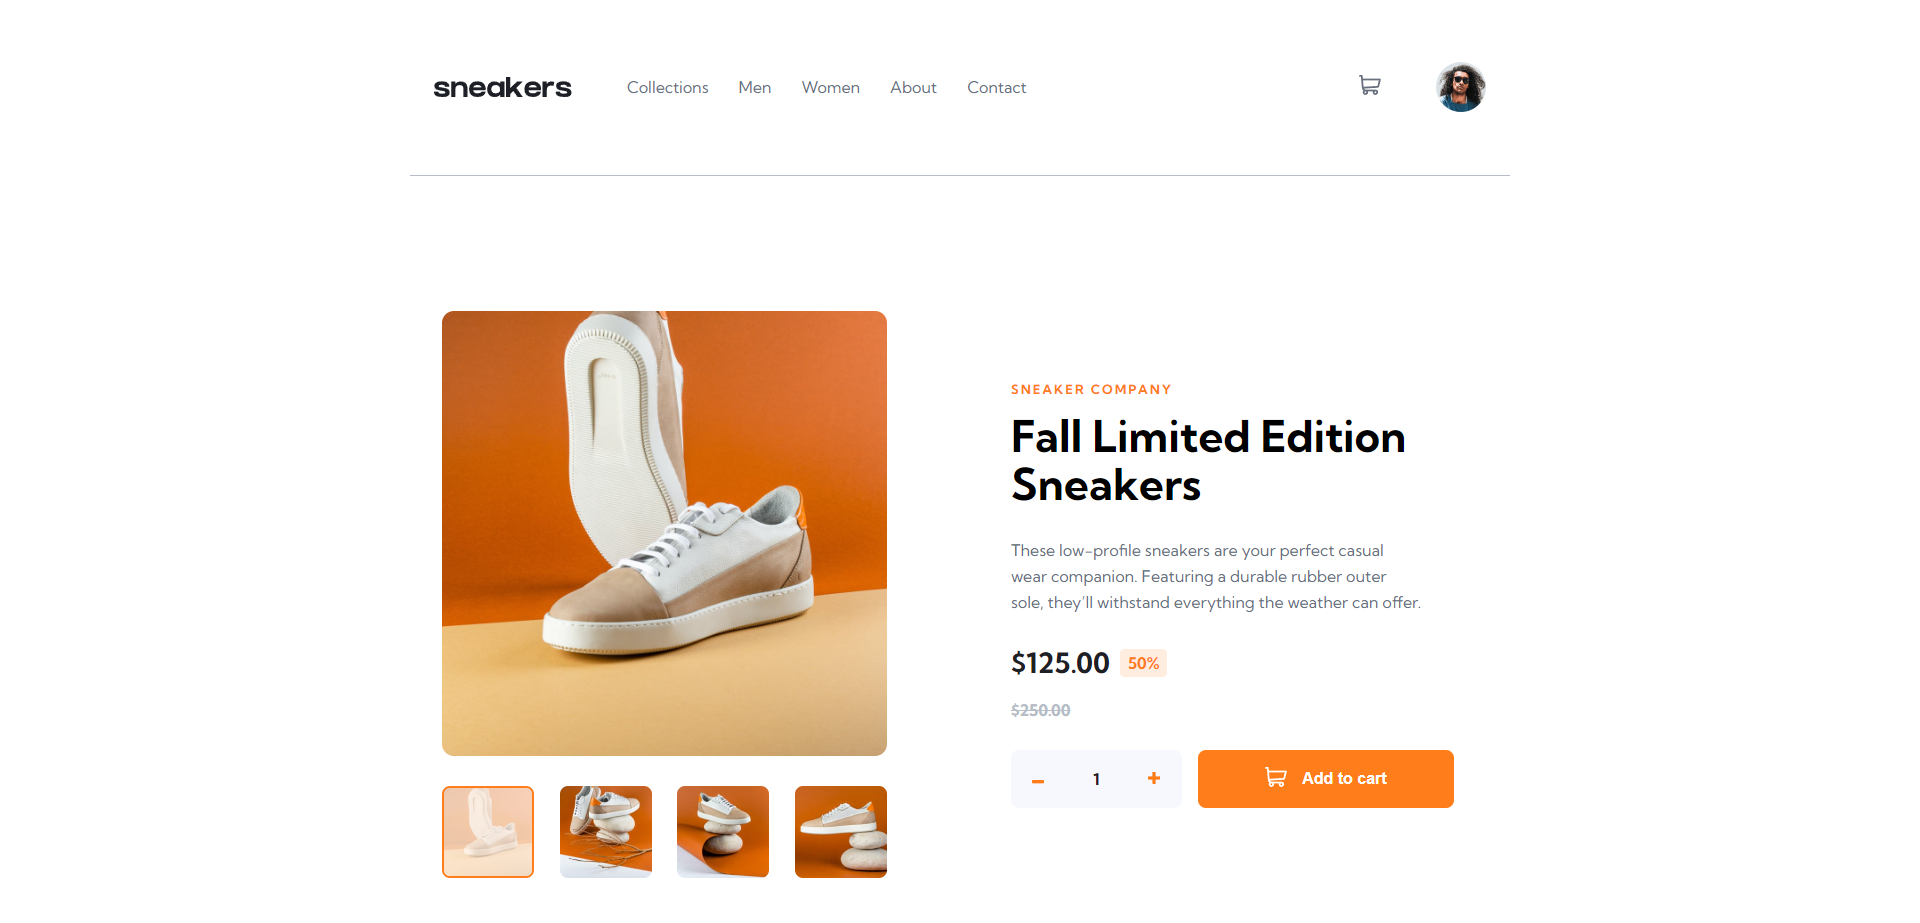 sneakers Collections Men Women About Contact
SNEAKER COMPANY
Fall Limited Edition
Sneakers
These low-profile sneakers are your perfect casual
wear companion. Featuring a durable rubber outer
sole, they’ll withstand everything the weather can offer.
$125.00 50%
$250.00
1 Add to cart